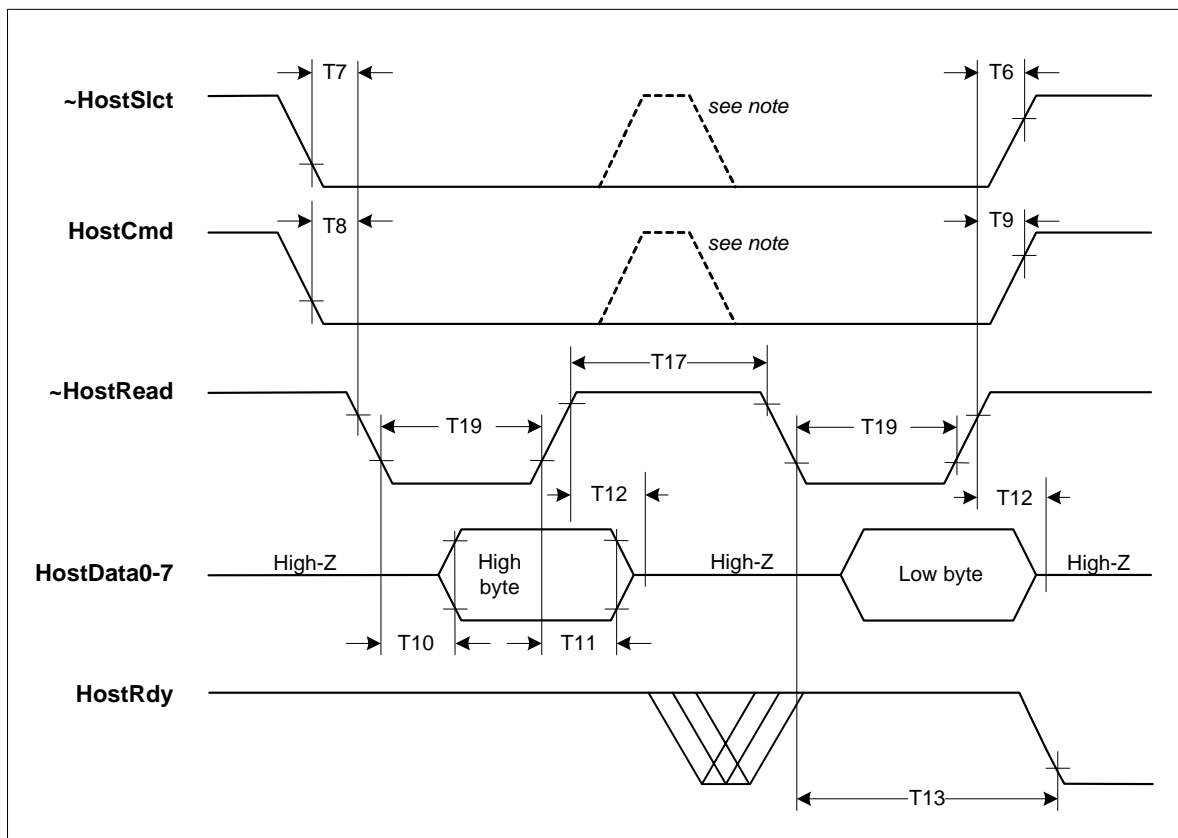 T7
T6
~HostSlct
see note
T8
T9
HostCmd
see note
T17
~HostRead
T19
T19
T12
T12
High-Z
High byte
High-Z
Low byte
High-Z
HostData0-7
T10
T11
HostRdy
T13